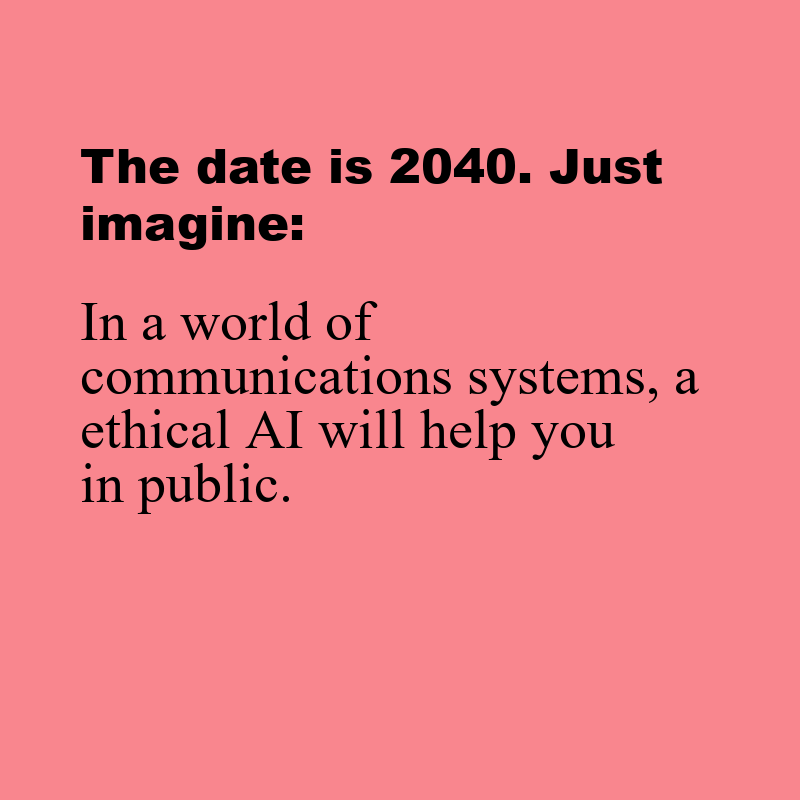 The date is 2040. Just
imagine:
In a world of
communications systems, a
ethical AI will help you
in public.